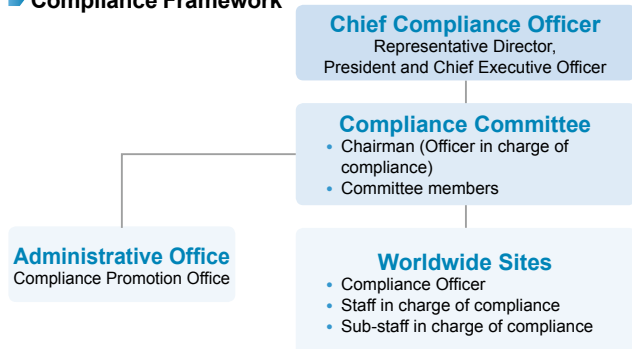 Compliance Framework
Chief Compliance Officer
Representative Director,
President and Chief Executive Officer
Compliance Committee
• Chairman (Officer in charge of
compliance)
• Committee members
Administrative Office
Compliance Promotion Office
Worldwide Sites
• Compliance Officer
• Staff in charge of compliance
• Sub-staff in charge of compliance